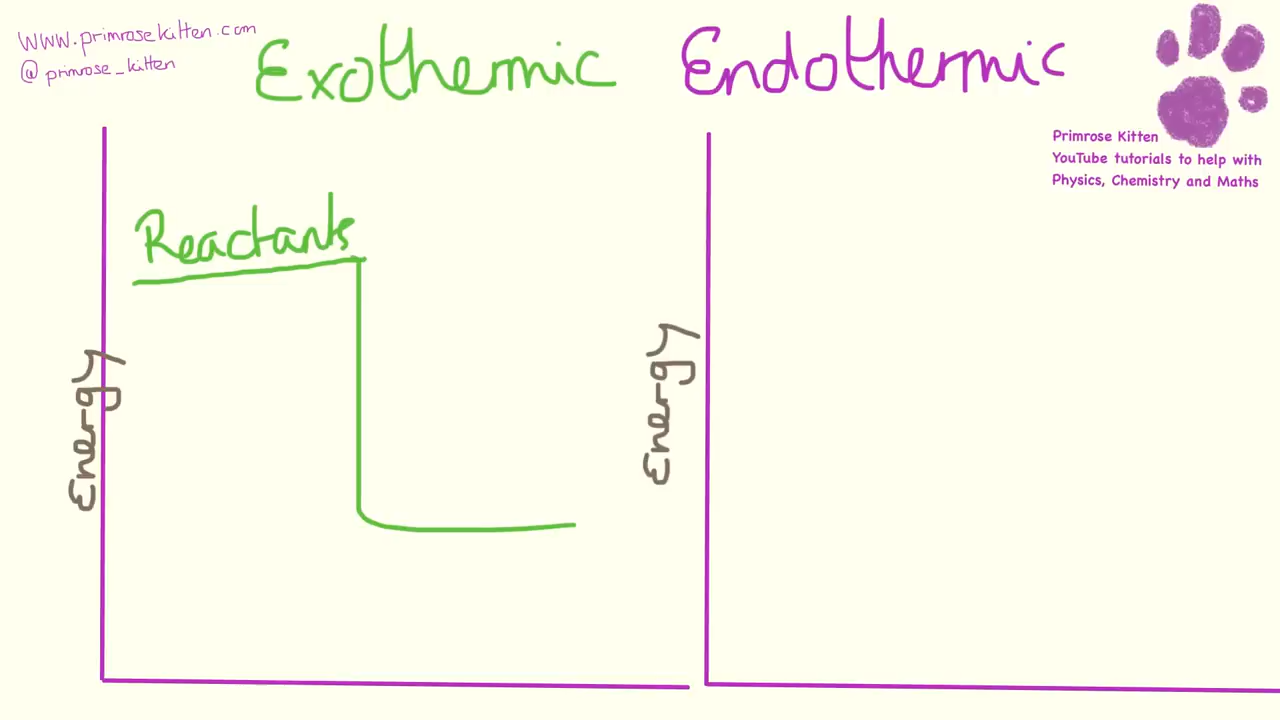 www.primrosekitten.com
@primrose_kitten
Exothermic
Endothermic
Primrose Kitten
YouTube tutorials to help with
Physics, Chemistry and Maths
Reactants
Energy
Energy